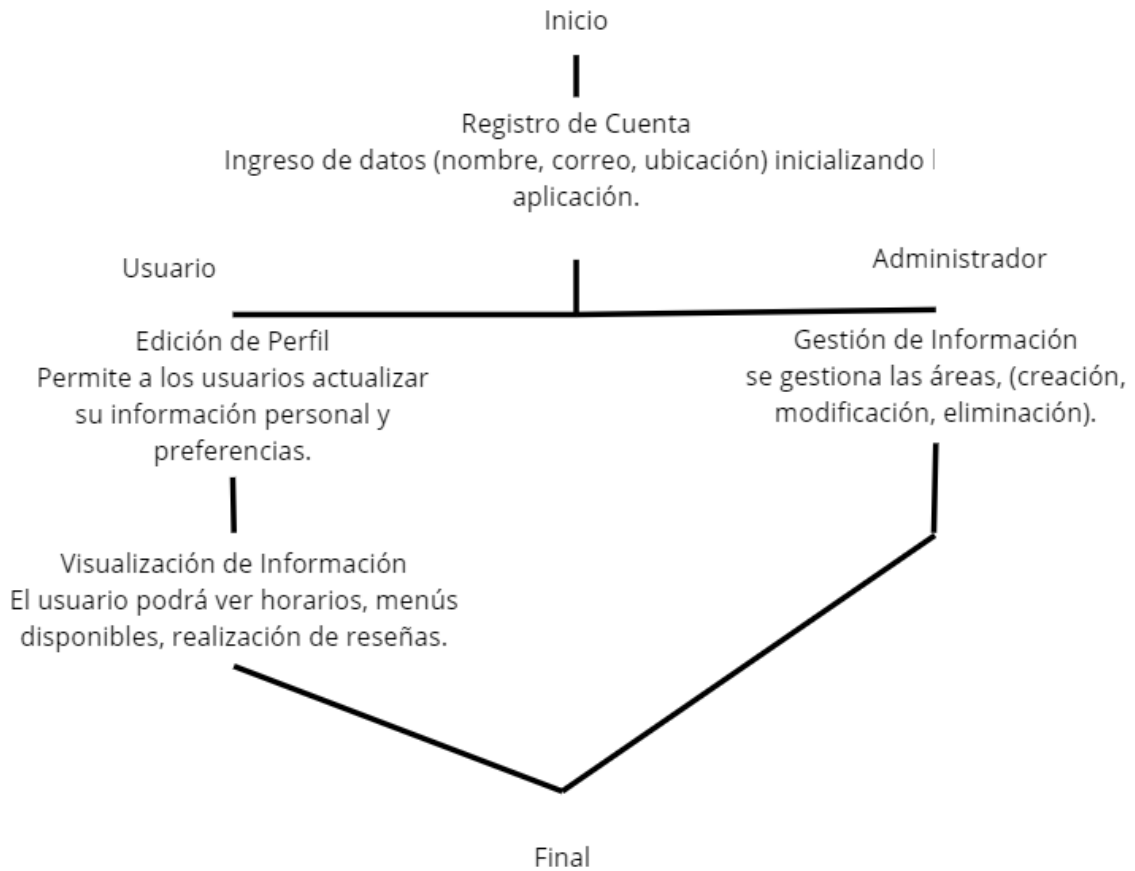 Inicio
Registro de Cuenta
Ingreso de datos (nombre, correo, ubicación) inicializando
aplicación.
Usuario
Administrador
Edición de Perfil
Permite a los usuarios actualizar
su información personal y
preferencias.
Gestión de Información
se gestiona las áreas, (creación,
modificación, eliminación).
Visualización de Información
El usuario podrá ver horarios, menús
disponibles, realización de reseñas.
Final